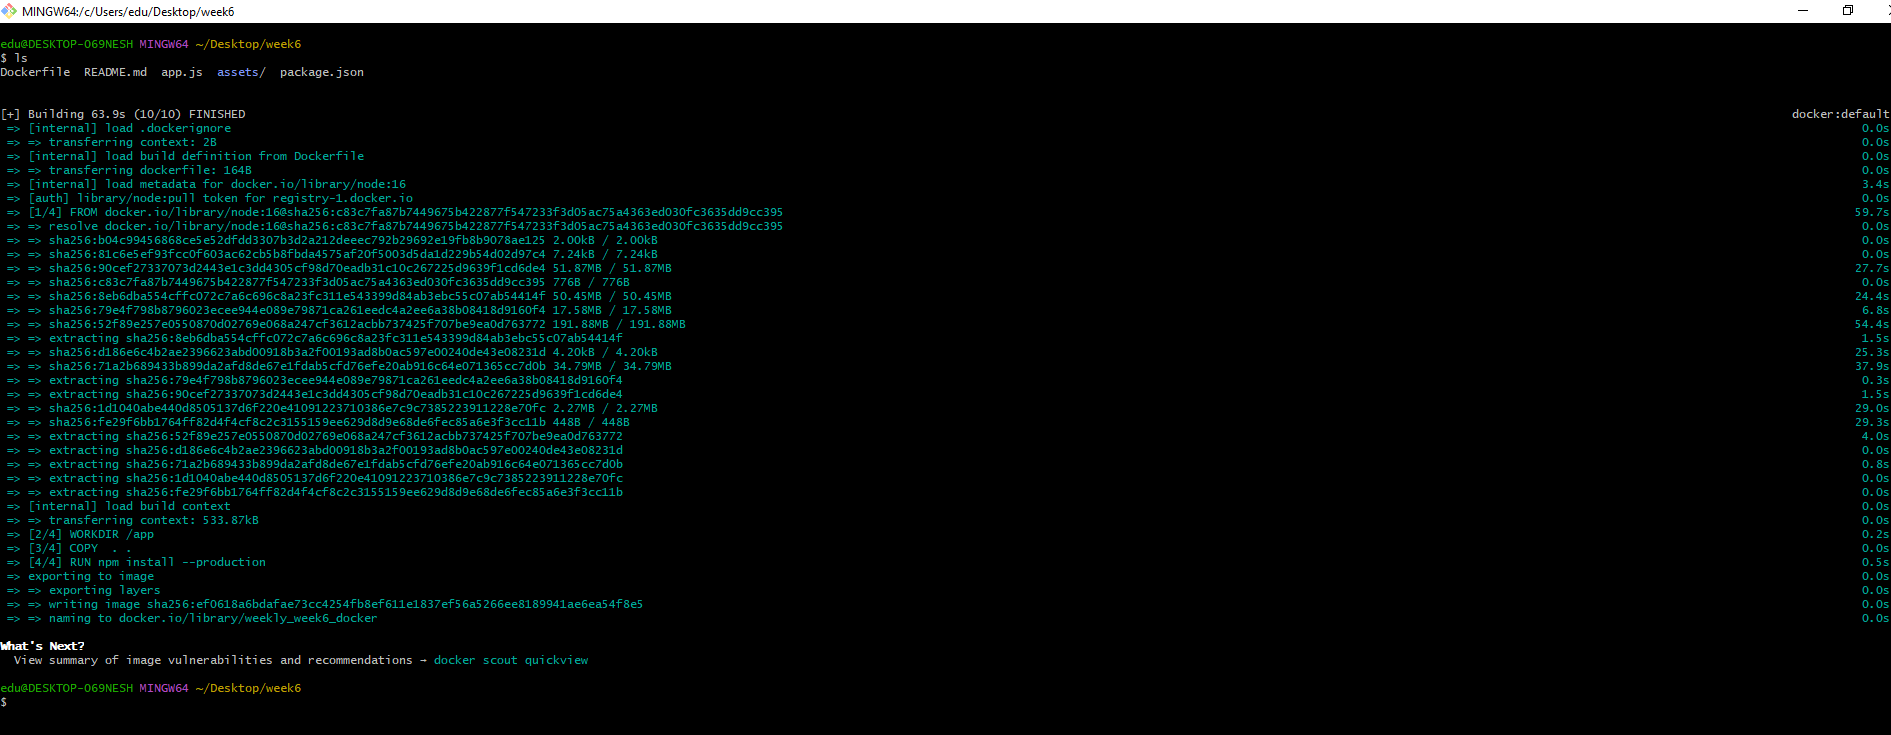 MINGW64:/c/Users/edu/Desktop/week6
edu@DESKTOP-O69NESH MINGW64 ~/Desktop/week6
$ ls
Dockerfile  README.md  app.js  assets/  package.json
[+] Building 63.9s (10/10) FINISHED docker:default
=> [internal] load .dockerignore 0.0s
=> => transferring context: 2B 0.0s
=> [internal] load build definition from Dockerfile 0.0s
=> => transferring dockerfile: 164B 0.0s
=> [internal] load metadata for docker.io/library/node:16 3.4s
=> [auth] library/node:pull token for registry-1.docker.io 0.0s
=> [1/4] FROM docker.io/library/node:16@sha256:c83c7fa87b7449675b422877f547233f3d05ac75a4363ed030fc3635dd9cc395 59.7s
=> => resolve docker.io/library/node:16@sha256:c83c7fa87b7449675b422877f547233f3d05ac75a4363ed030fc3635dd9cc395 0.0s
=> => sha256:b04c99456868ce5e52dfdd3307b3d2a212deeec792b29692e19fb8b9078ae125 2.00kB / 2.00kB 0.0s
=> => sha256:81c6e5ef93fcc0f603ac62cb5b8fbda4575af20f5003d5da1d229b54d02d97c4 7.24kB / 7.24kB 0.0s
=> => sha256:90cef27337073d2443e1c3dd4305cf98d70eadb31c10c267225d9639f1cd6de4 51.87MB / 51.87MB 27.7s
=> => sha256:c83c7fa87b7449675b422877f547233f3d05ac75a4363ed030fc3635dd9cc395 776B / 776B 0.0s
=> => sha256:8eb6dba554cffc072c7a6c696c8a23fc311e543399d84ab3ebc55c07ab54414f 50.45MB / 50.45MB 24.4s
=> => sha256:79e4f798b8796023ecee944e089e79871ca261eedc4a2ee6a38b08418d9160f4 17.58MB / 17.58MB 6.8s
=> => sha256:52f89e257e0550870d02769e068a247cf3612acbb737425f707be9ea0d763772 191.88MB / 191.88MB 54.4s
=> => extracting sha256:8eb6dba554cffc072c7a6c696c8a23fc311e543399d84ab3ebc55c07ab54414f 1.5s
=> => sha256:d186e6c4b2ae2396623abd00918b3a2f00193ad8b0ac597e00240de43e08231d 4.20kB / 4.20kB 25.3s
=> => sha256:71a2b689433b899da2afd8de67e1fdab5cfd76efe20ab916c64e071365cc7d0b 34.79MB / 34.79MB 37.9s
=> => extracting sha256:79e4f798b8796023ecee944e089e79871ca261eedc4a2ee6a38b08418d9160f4 0.3s
=> => extracting sha256:90cef27337073d2443e1c3dd4305cf98d70eadb31c10c267225d9639f1cd6de4 1.5s
=> => sha256:1d1040abe440d8505137d6f220e41091223710386e7c9c7385223911228e70fc 2.27MB / 2.27MB 29.0s
=> => sha256:fe29f6bb1764ff82d4f4cf8c2c3155159ee629d8d9e68de6fec85a6e3f3cc11b 448B / 448B 29.3s
=> => extracting sha256:52f89e257e0550870d02769e068a247cf3612acbb737425f707be9ea0d763772 4.0s
=> => extracting sha256:d186e6c4b2ae2396623abd00918b3a2f00193ad8b0ac597e00240de43e08231d 0.0s
=> => extracting sha256:71a2b689433b899da2afd8de67e1fdab5cfd76efe20ab916c64e071365cc7d0b 0.8s
=> => extracting sha256:1d1040abe440d8505137d6f220e41091223710386e7c9c7385223911228e70fc 0.0s
=> => extracting sha256:fe29f6bb1764ff82d4f4cf8c2c3155159ee629d8d9e68de6fec85a6e3f3cc11b 0.0s
=> [internal] load build context 0.0s
=> => transferring context: 533.87kB 0.0s
=> [2/4] WORKDIR /app 0.2s
=> [3/4] COPY  . . 0.0s
=> [4/4] RUN npm install --production 0.5s
=> exporting to image 0.0s
=> => exporting layers 0.0s
=> => writing image sha256:ef0618a6bdafae73cc4254fb8ef611e1837ef56a5266ee8189941ae6ea54f8e5 0.0s
=> => naming to docker.io/library/weekly_week6_docker 0.0s
What's Next?
View summary of image vulnerabilities and recommendations → docker scout quickview
edu@DESKTOP-O69NESH MINGW64 ~/Desktop/week6
$